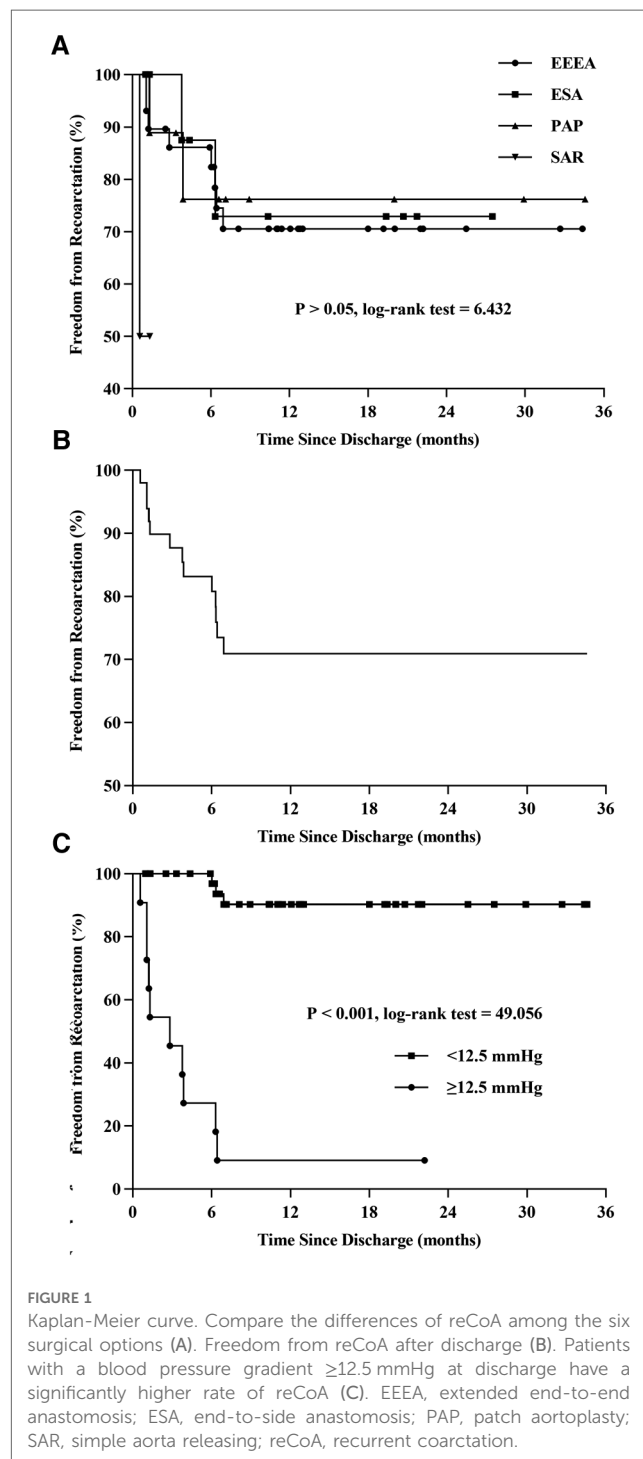 A
Freedom from Recoarctation (%)
100
90
80
70
60
50
40
EEEA
ESA
PAP
SAR
P > 0.05, log-rank test = 6.432
0
6
12
18
24
30
36
Time Since Discharge (months)
B
Freedom from Recoarctation (%)
100
90
80
70
60
50
0
6
12
18
24
30
36
Time Since Discharge (months)
C
Freedom from Recoarctation (%)
100
80
60
40
20
0
P < 0.001, log-rank test = 49.056
<12.5 mmHg
≥12.5 mmHg
0
6
12
18
24
30
36
Time Since Discharge (months)
FIGURE 1
Kaplan-Meier curve. Compare the differences of reCoA among the six
surgical options (A). Freedom from reCoA after discharge (B). Patients
with a blood pressure gradient ≥12.5 mmHg at discharge have a
significantly higher rate of reCoA (C). EEEA, extended end-to-end
anastomosis; ESA, end-to-side anastomosis; PAP, patch aortoplasty;
SAR, simple aorta releasing; reCoA, recurrent coarctation.